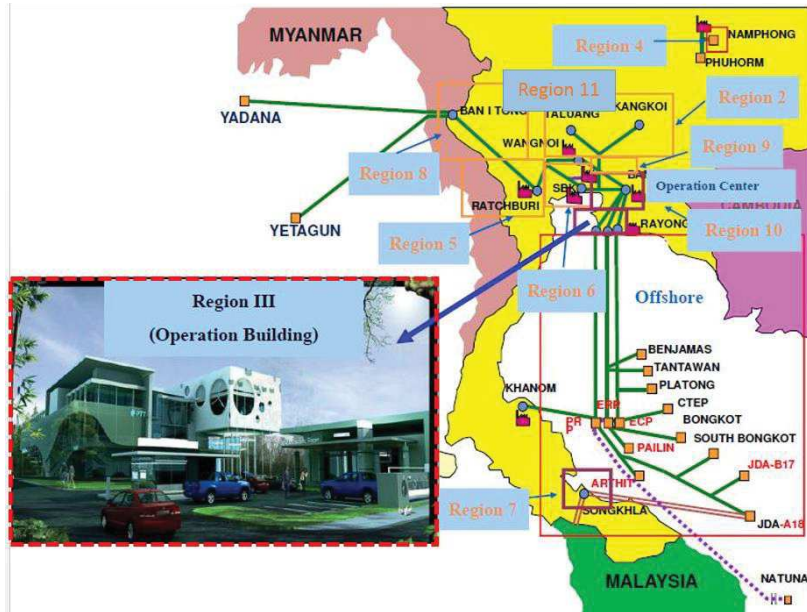 MYANMAR
Region 4
NAMPHONG
PHUHORM
YADANA
BAN I TONG
Region 11
TALUANG
KANGKOI
Region 2
WANGNOI
Region 8
Region 9
YETAGUN
RATCHBURI
Operation Center
CAMBODIA
RAYONG
Region 5
Region 10
Region 6
Region III
(Operation Building)
Offshore
BENJAMAS
TANTAWAN
PLATONG
KHANOM
CTEP
ERP
PR
P
ECP
BONGKOT
SOUTH BONGKOT
PAILIN
JDA-B17
ARTHIT
Region 7
SONGKHLA
JDA-A18
MALAYSIA
NATUNA